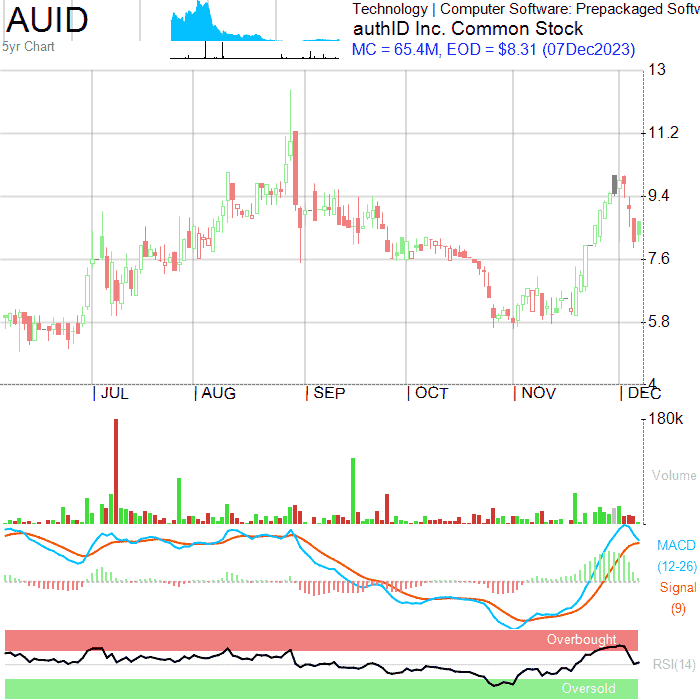 AUID
5yr Chart
Technology | Computer Software: Prepackaged Softw
authID Inc. Common Stock
MC = 65.4M, EOD = $8.31 (07Dec2023)
13
11.2
9.4
7.6
5.8
4
JUL AUG SEP OCT NOV DEC
180k
Volume
MACD
(12-26)
Signal
(9)
Overbought
RSI(14)
Oversold